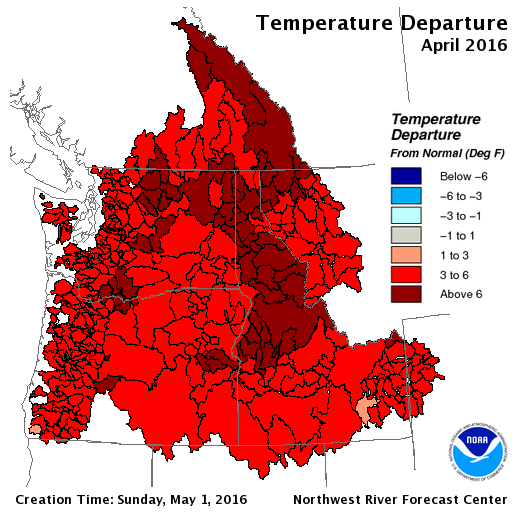 Temperature Departure
April 2016
Temperature
Departure
From Normal (Deg F)
Below −6
−6 to −3
−3 to −1
−1 to 1
1 to 3
3 to 6
Above 6
NOAA
Creation Time: Sunday, May 1, 2016
Northwest River Forecast Center